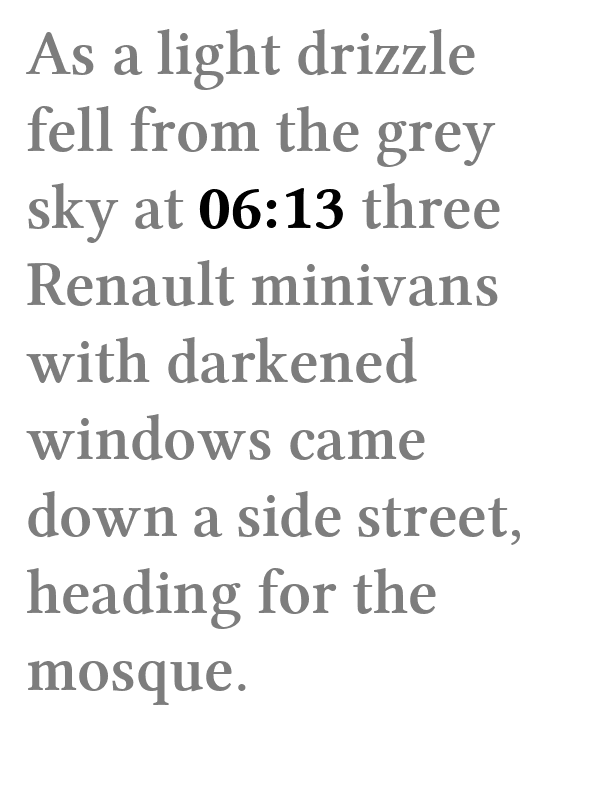 As a light drizzle
fell from the grey
sky at 06:13 three
Renault minivans
with darkened
windows came
down a side street,
heading for the
mosque.